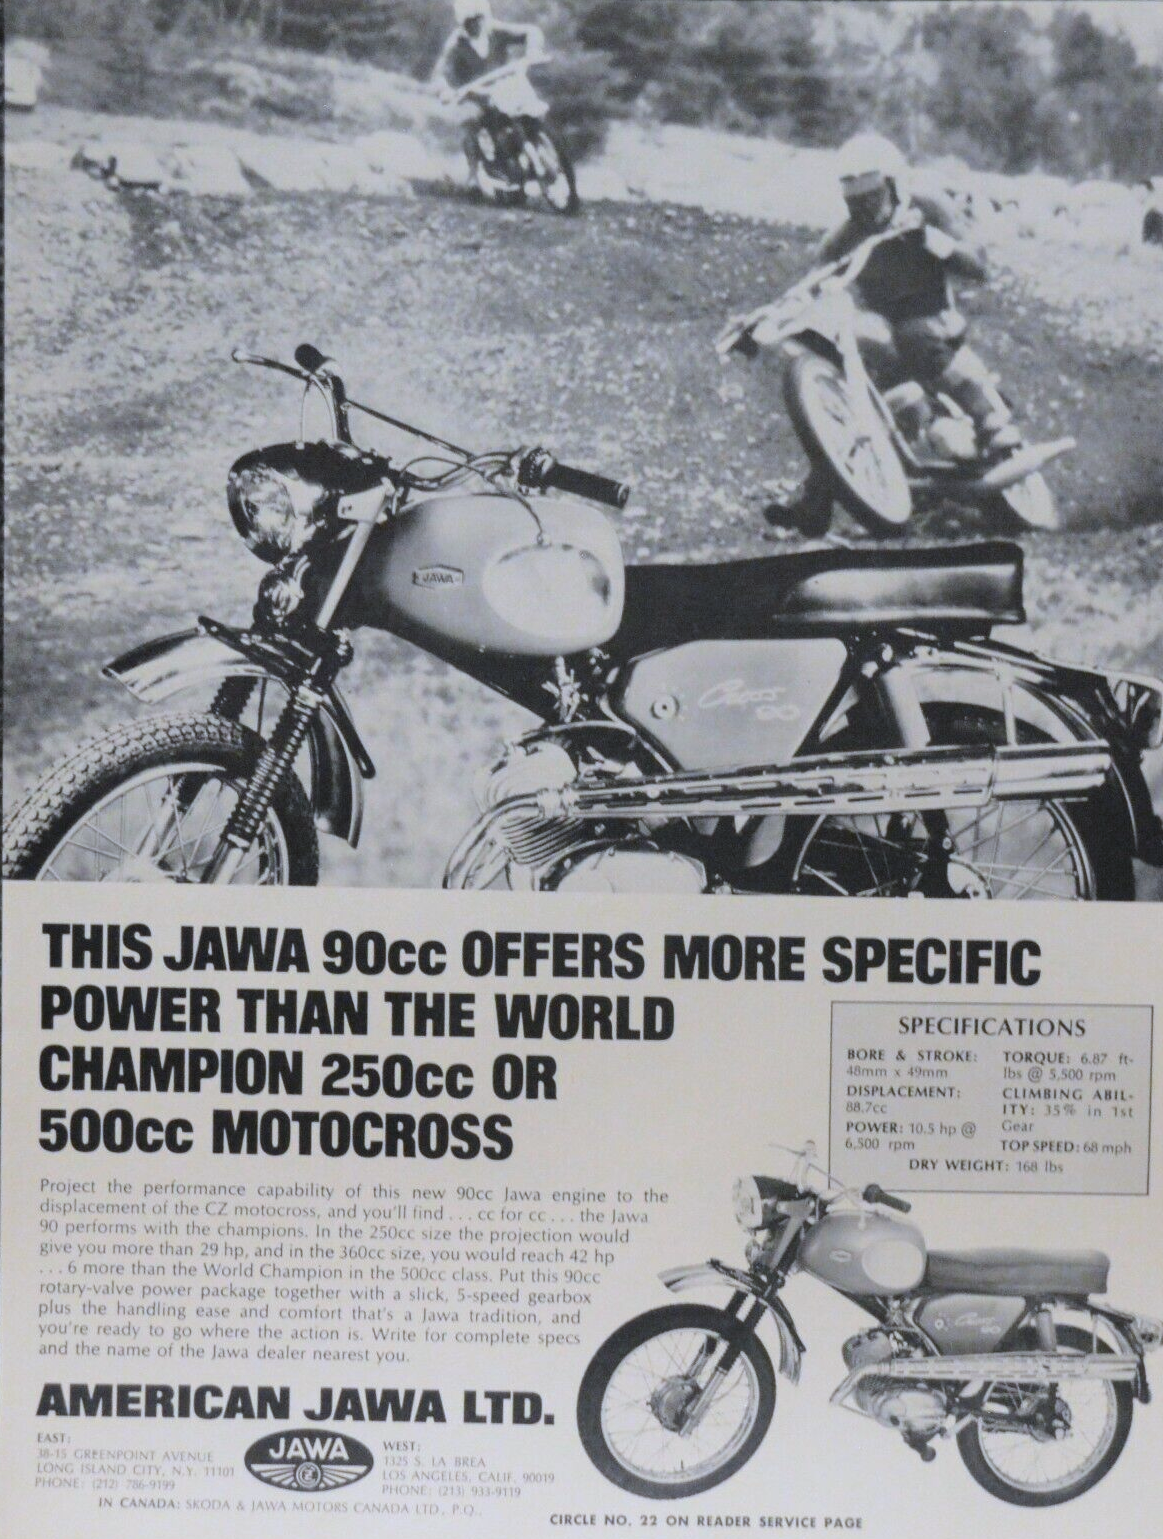 JAWA
Cross
90
THIS JAWA 90cc OFFERS MORE SPECIFIC
POWER THAN THE WORLD
CHAMPION 250cc OR
500cc MOTOCROSS
Project the performance capability of this new 90cc Jawa engine to the
displacement of the CZ motocross, and you'll find . . . cc for cc . . . the Jawa
90 performs with the champions. In the 250cc size the projection would
give you more than 29 hp, and in the 360cc size, you would reach 42 hp
. . . 6 more than the World Champion in the 500cc class. Put this 90cc
rotary-valve power package together with a slick, 5-speed gearbox
plus the handling ease and comfort that's a Jawa tradition, and
you're ready to go where the action is. Write for complete specs
and the name of the Jawa dealer nearest you.
SPECIFICATIONS
BORE & STROKE:
48mm x 49mm
DISPLACEMENT:
88.7cc
POWER: 10.5 hp @
6,500 rpm
TORQUE: 6.87 ft-
lbs @ 5,500 rpm
CLIMBING ABIL-
ITY: 35% in 1st
Gear
TOP SPEED: 68 mph
DRY WEIGHT: 168 lbs
Cross
90
AMERICAN JAWA LTD.
EAST:
38-15 GREENPOINT AVENUE
LONG ISLAND CITY, N.Y. 11101
PHONE: (212) 786-9199
JAWA
CZ
WEST:
1325 S. LA BREA
LOS ANGELES, CALIF. 90019
PHONE: (213) 933-9119
IN CANADA: SKODA & JAWA MOTORS CANADA LTD., P.Q.,
CIRCLE NO. 22 ON READER SERVICE PAGE